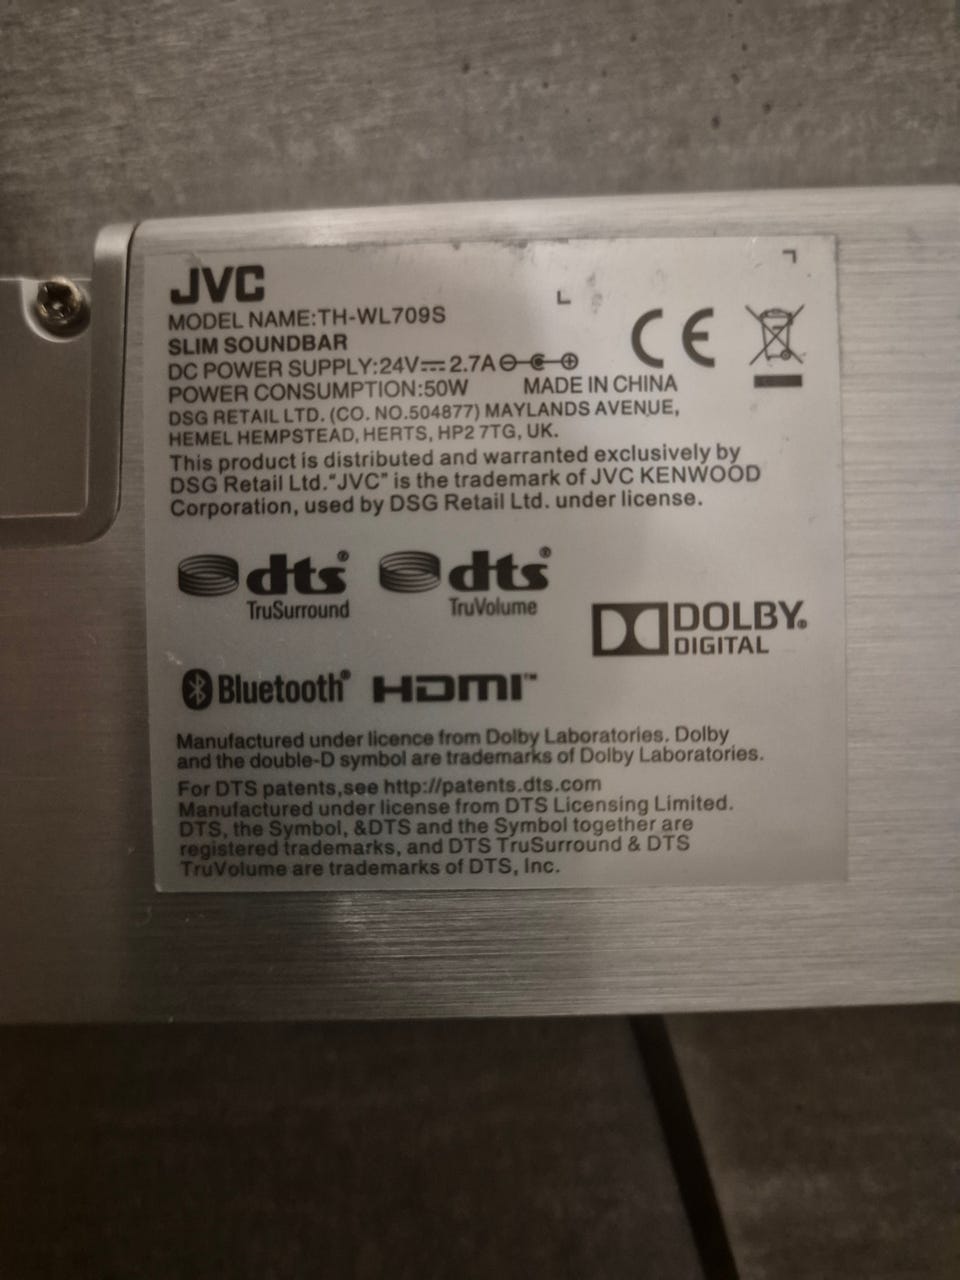 JVC
MODEL NAME:TH-WL709S
SLIM SOUNDBAR
DC POWER SUPPLY:24V⎓2.7A
POWER CONSUMPTION:50W MADE IN CHINA
CE
DSG RETAIL LTD. (CO. NO.504877) MAYLANDS AVENUE,
HEMEL HEMPSTEAD, HERTS, HP2 7TG, UK.
This product is distributed and warranted exclusively by
DSG Retail Ltd."JVC" is the trademark of JVC KENWOOD
Corporation, used by DSG Retail Ltd. under license.
dts® dts®
TruSurround TruVolume
DOLBY®
DIGITAL
Bluetooth® HDMI™
Manufactured under licence from Dolby Laboratories. Dolby
and the double-D symbol are trademarks of Dolby Laboratories.
For DTS patents,see http://patents.dts.com
Manufactured under license from DTS Licensing Limited.
DTS, the Symbol, &DTS and the Symbol together are
registered trademarks, and DTS TruSurround & DTS
TruVolume are trademarks of DTS, Inc.